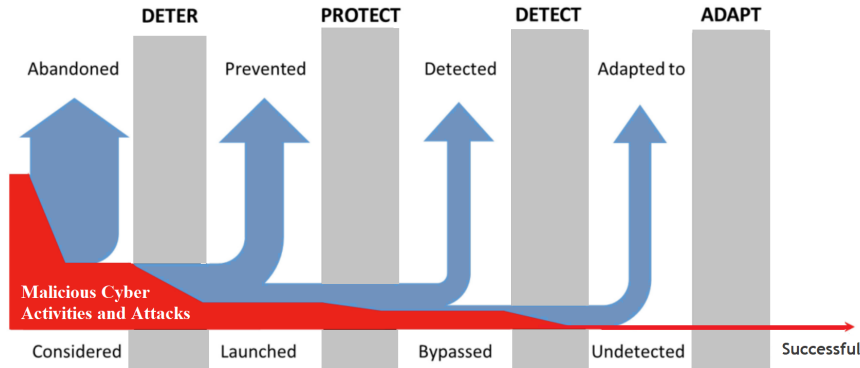 DETER PROTECT DETECT ADAPT
Abandoned Prevented Detected Adapted to
Malicious Cyber
Activities and Attacks
Considered Launched Bypassed Undetected Successful